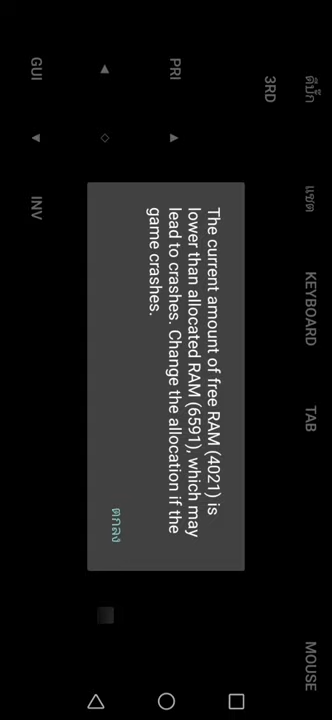 ดีบัก
แชต
KEYBOARD
TAB
MOUSE
3RD
PRI
GUI
INV
The current amount of free RAM (4021) is
lower than allocated RAM (6591), which may
lead to crashes. Change the allocation if the
game crashes.
ตกลง